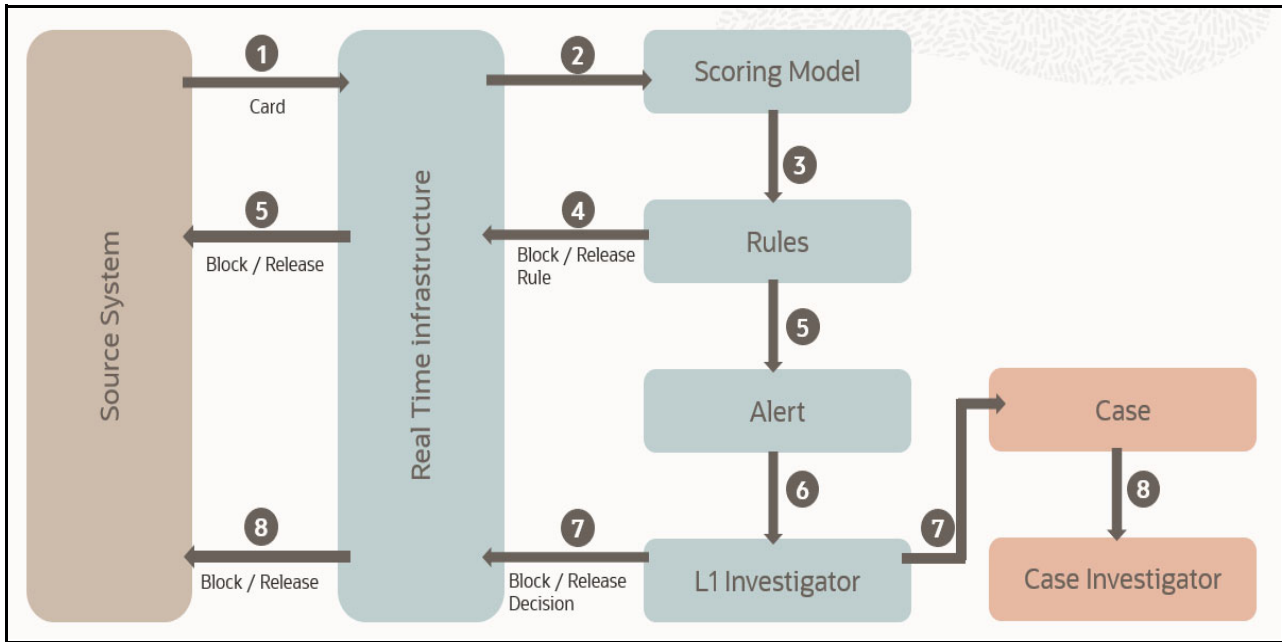 Source System
1
Card
Real Time infrastructure
2
Scoring Model
3
5
Block / Release
4
Block / Release
Rule
Rules
5
Alert
Case
6
8
8
Block / Release
7
Block / Release
Decision
L1 Investigator
7
Case Investigator